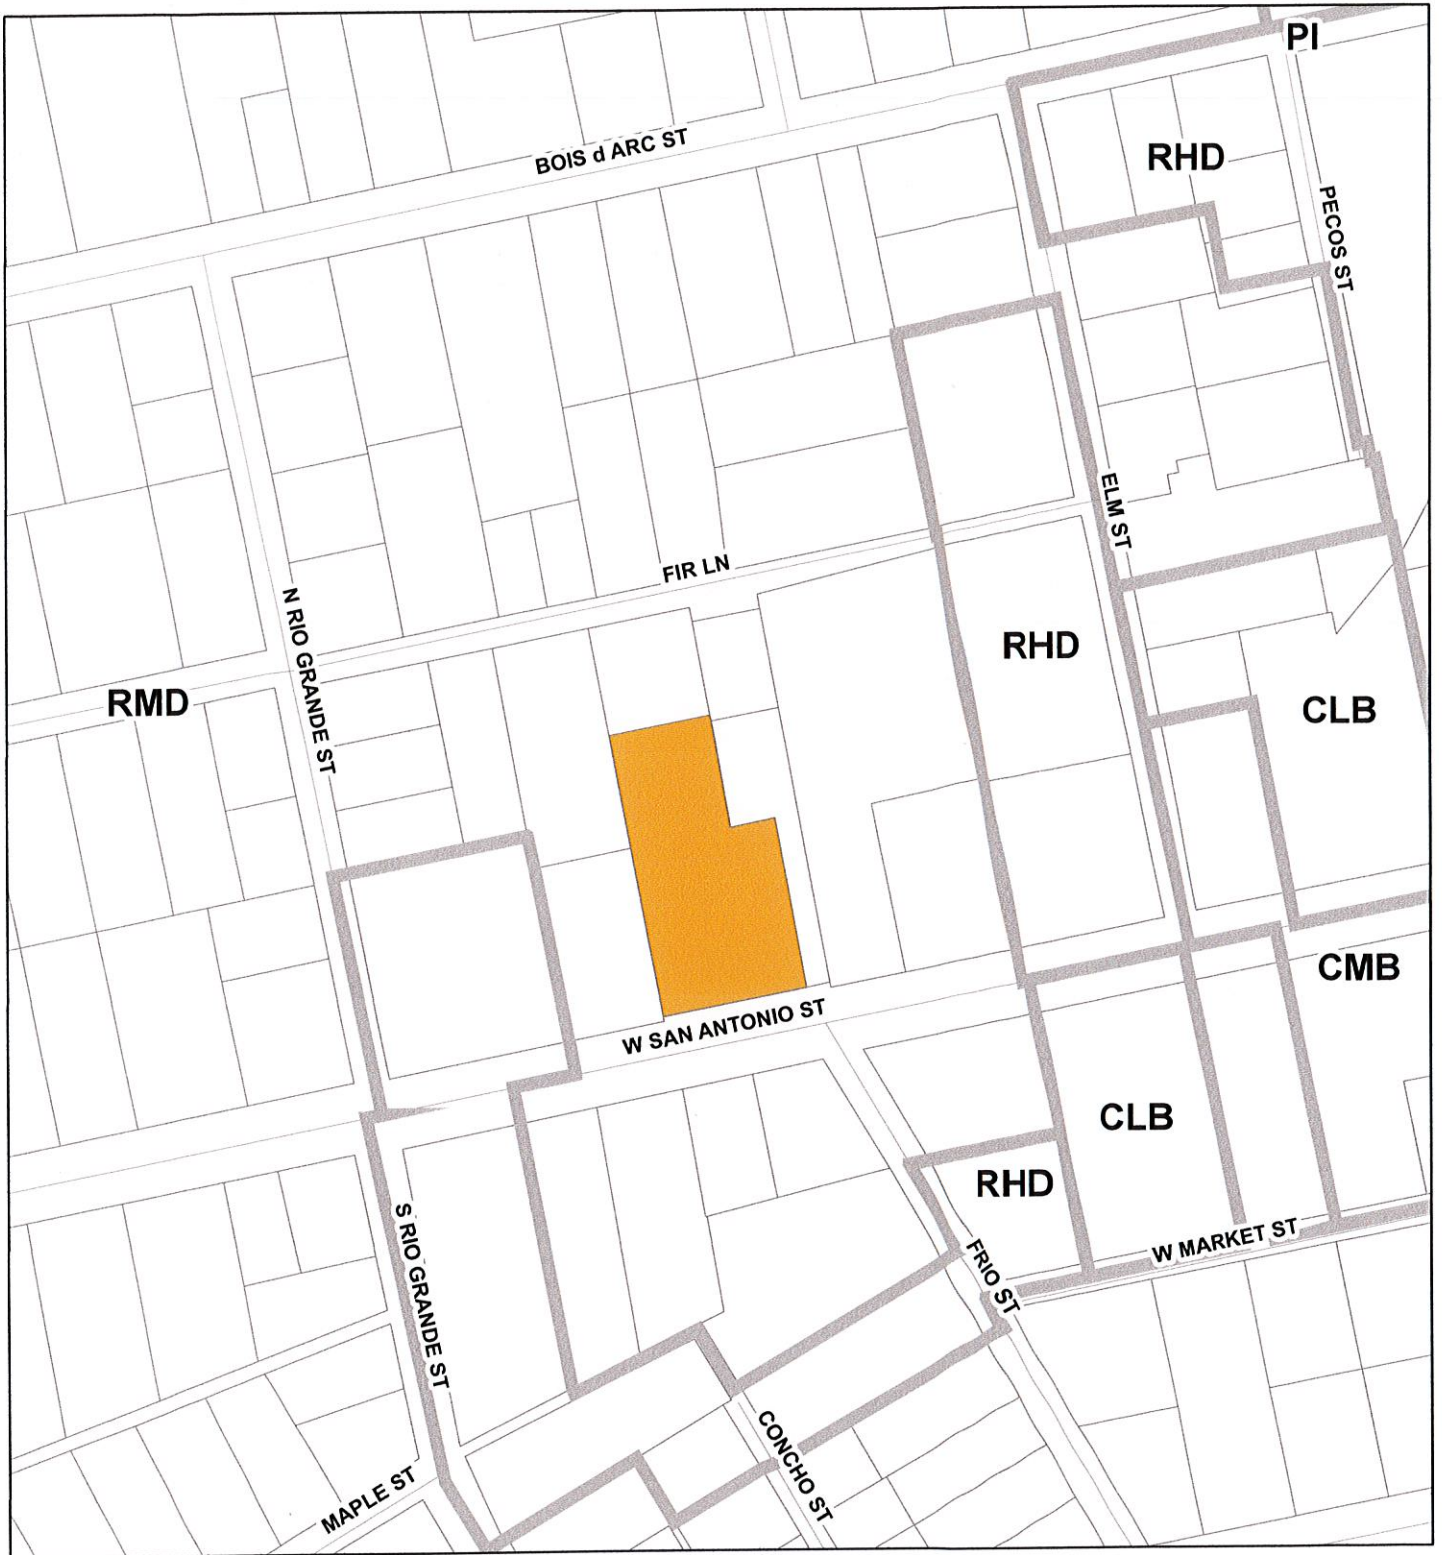 PI
BOIS d ARC ST
RHD
PECOS ST
ELM ST
FIR LN
N RIO GRANDE ST
RHD
RMD
CLB
CMB
W SAN ANTONIO ST
CLB
RHD
S RIO GRANDE ST
W MARKET ST
FRIO ST
CONCHO ST
MAPLE ST